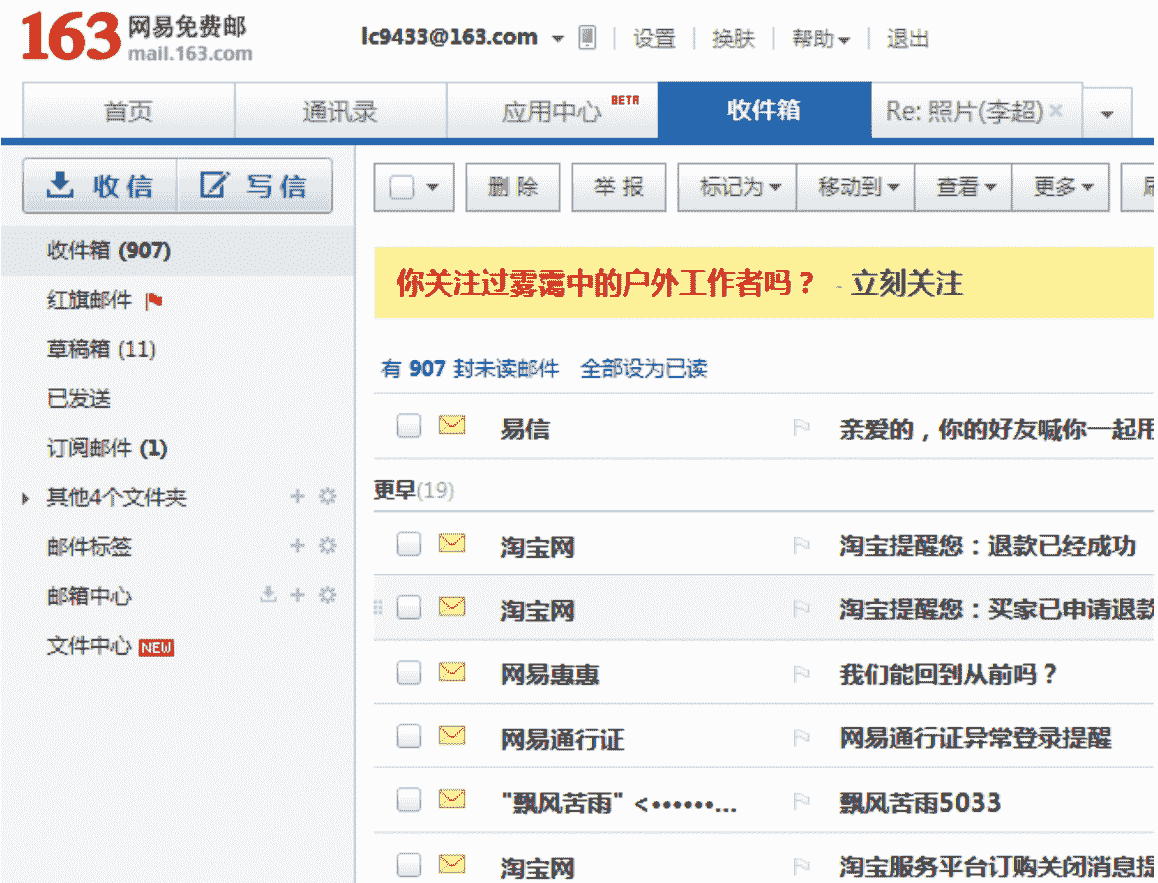 163 网易免费邮
mail.163.com
lc9433@163.com 设置 换肤 帮助 退出
首页 通讯录 应用中心 BETA 收件箱 Re: 照片(李超)
收信 写信 删除 举报 标记为 移动到 查看 更多
收件箱 (907)
红旗邮件
草稿箱 (11)
已发送
订阅邮件 (1)
其他4个文件夹
邮件标签
邮箱中心
文件中心 NEW
你关注过雾霭中的户外工作者吗？ - 立刻关注
有 907 封未读邮件 全部设为已读
易信 亲爱的，你的好友喊你一起用
更早(19)
淘宝网 淘宝提醒您：退款已经成功
淘宝网 淘宝提醒您：买家已申请退款
网易惠惠 我们能回到从前吗？
网易通行证 网易通行证异常登录提醒
"飘风苦雨" <••••••... 飘风苦雨5033
淘宝网 淘宝服务平台订购关闭消息提